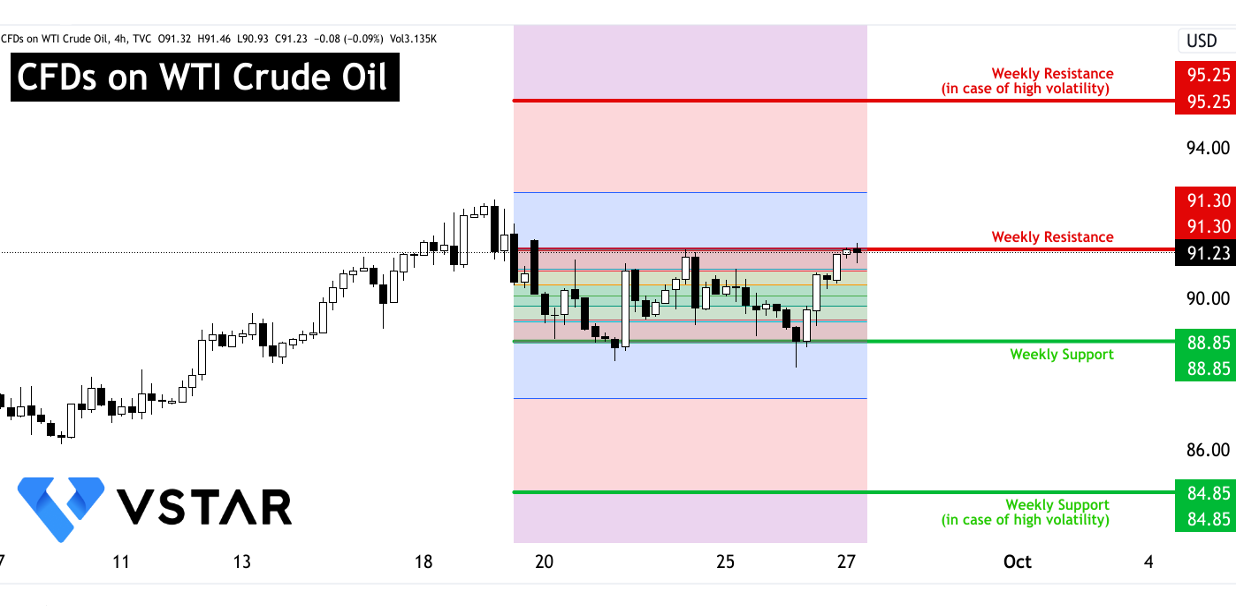 CFDs on WTI Crude Oil, 4h, TVC O91.32 H91.46 L90.93 C91.23 −0.08 (−0.09%) Vol3.135K
USD
CFDs on WTI Crude Oil
Weekly Resistance
(in case of high volatility)
95.25
95.25
94.00
91.30
91.30
Weekly Resistance
91.23
90.00
88.85
Weekly Support
88.85
86.00
VSTAR
84.85
Weekly Support
(in case of high volatility)
84.85
7 11 13 18 20 25 27 Oct 4